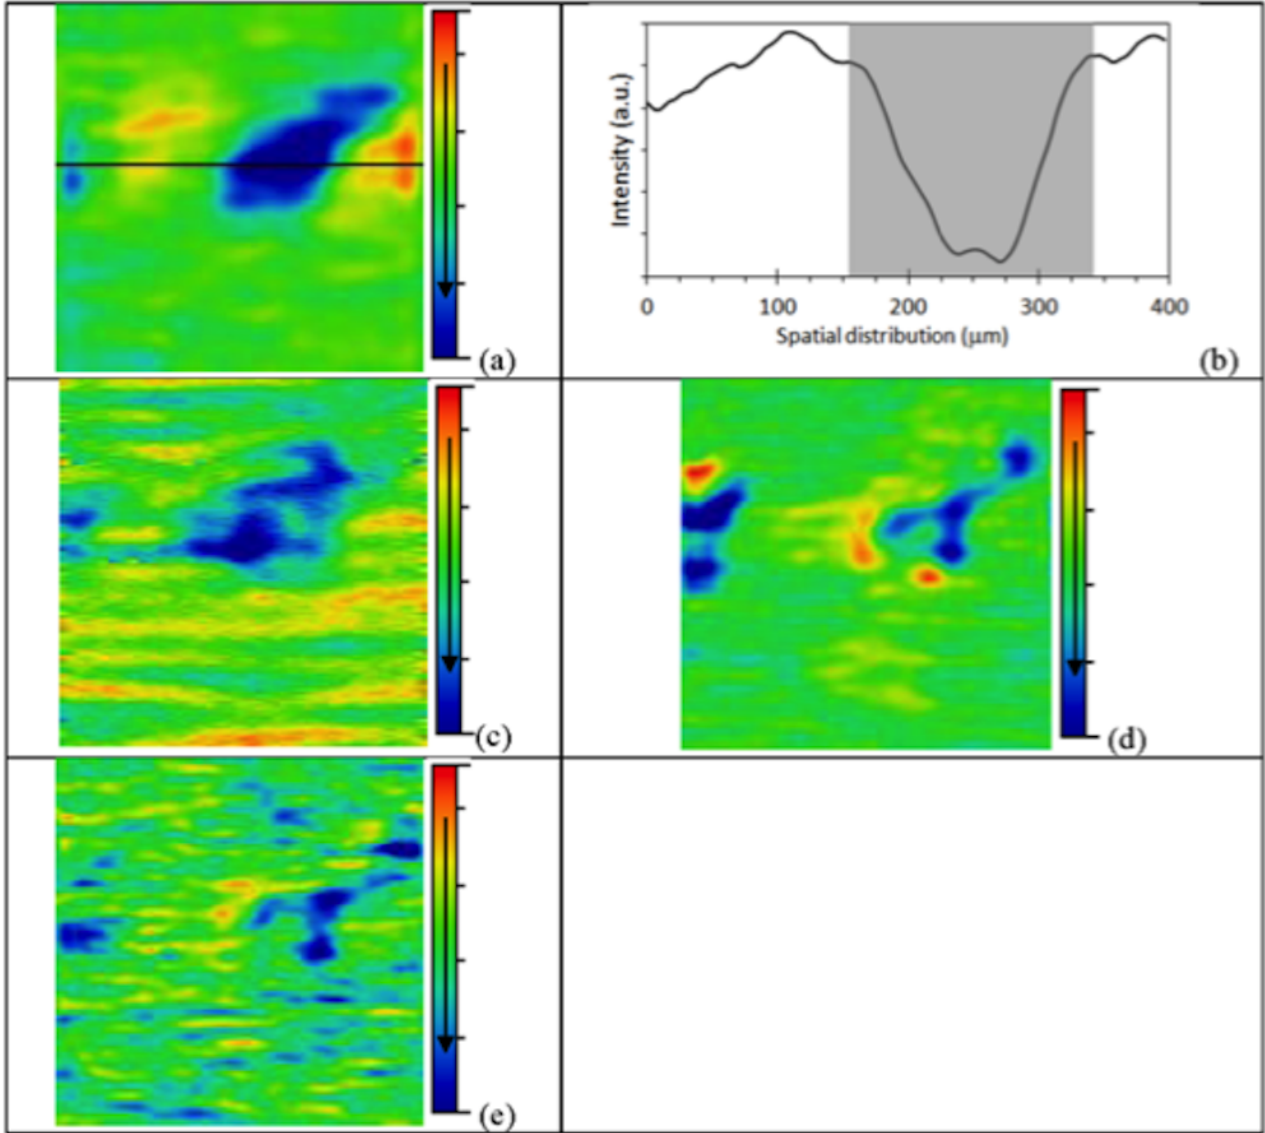 (a)
Intensity (a.u.)
0 100 200 300 400
Spatial distribution (µm)
(b)
(c)
(d)
(e)